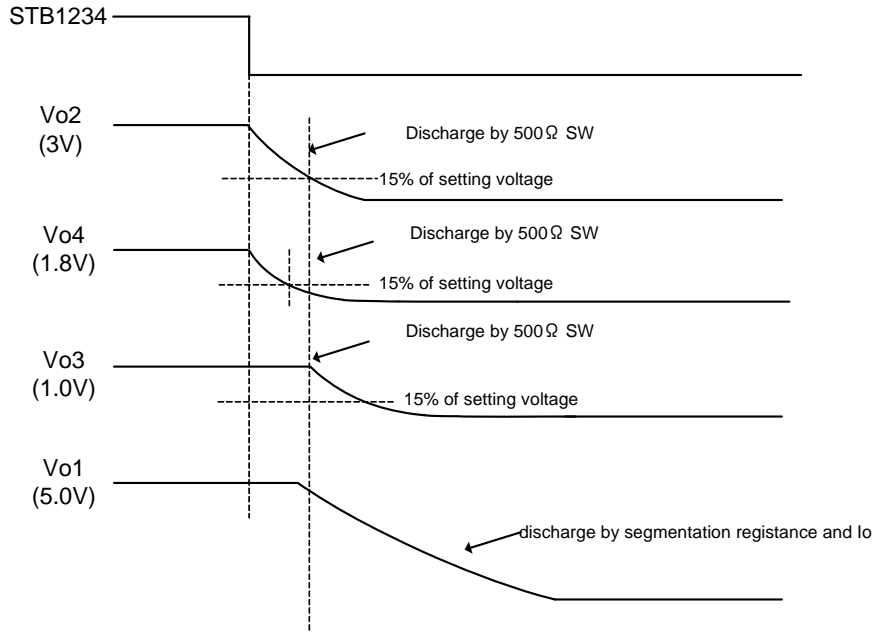 STB1234
Vo2
(3V)
Discharge by 500Ω SW
15% of setting voltage
Vo4
(1.8V)
Discharge by 500Ω SW
15% of setting voltage
Vo3
(1.0V)
Discharge by 500Ω SW
15% of setting voltage
Vo1
(5.0V)
discharge by segmentation registance and Io